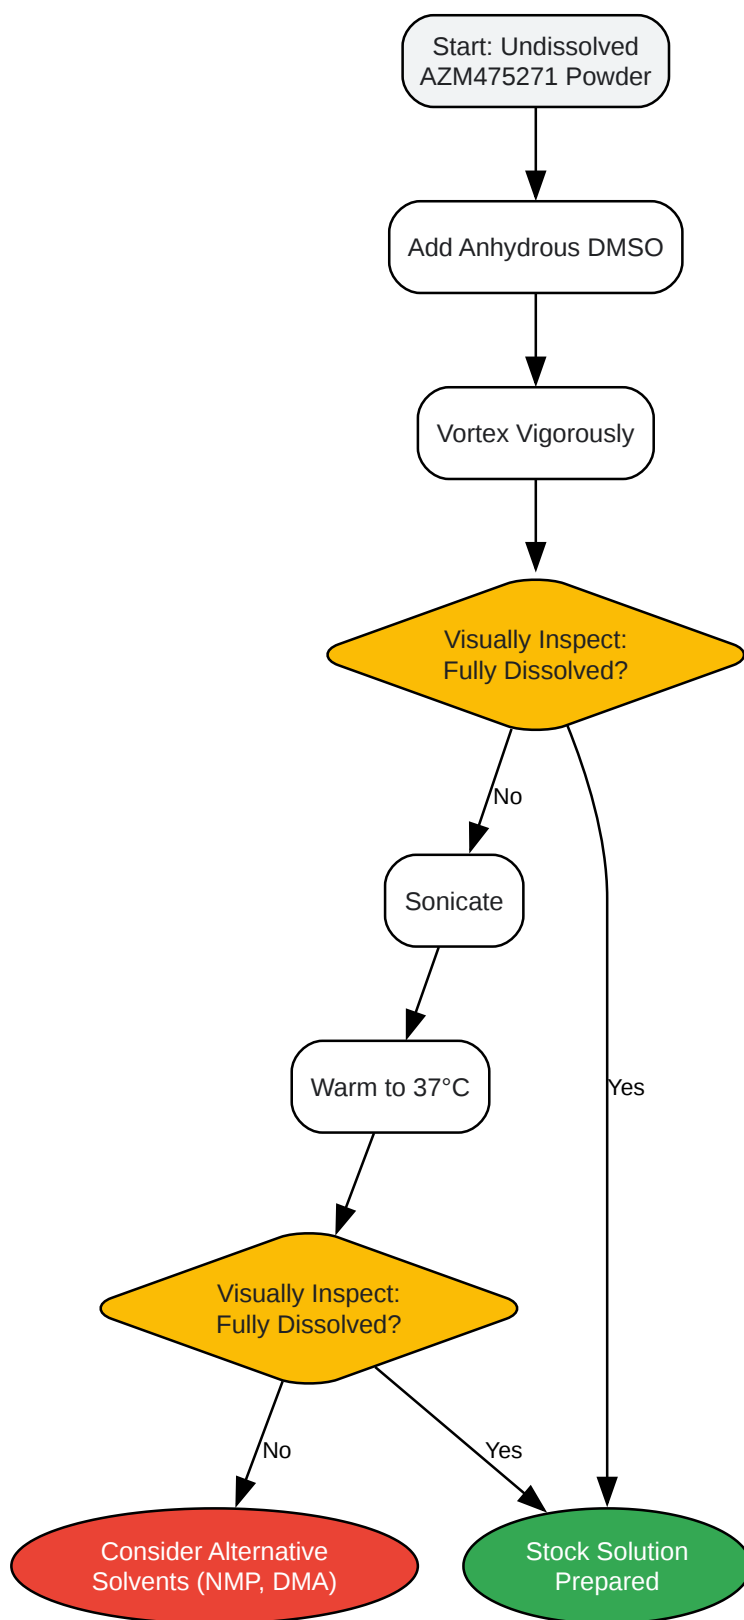 Start: Undissolved
AZM475271 Powder
Add Anhydrous DMSO
Vortex Vigorously
Visually Inspect:
Fully Dissolved?
No
Sonicate
Warm to 37°C
Yes
Visually Inspect:
Fully Dissolved?
No
Yes
Consider Alternative
Solvents (NMP, DMA)
Stock Solution
Prepared